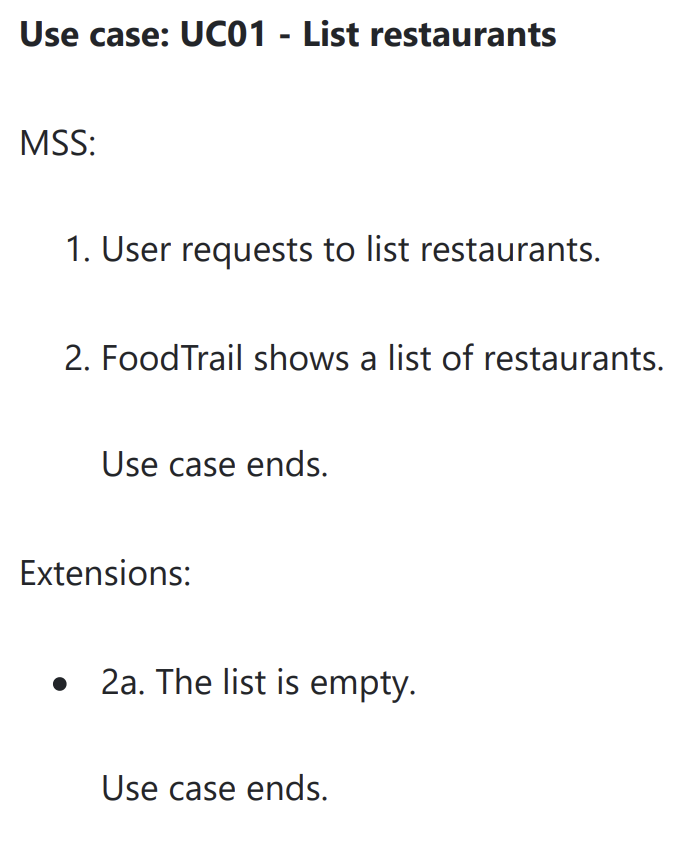 Use case: UC01 - List restaurants
MSS:
1. User requests to list restaurants.
2. FoodTrail shows a list of restaurants.
Use case ends.
Extensions:
• 2a. The list is empty.
Use case ends.